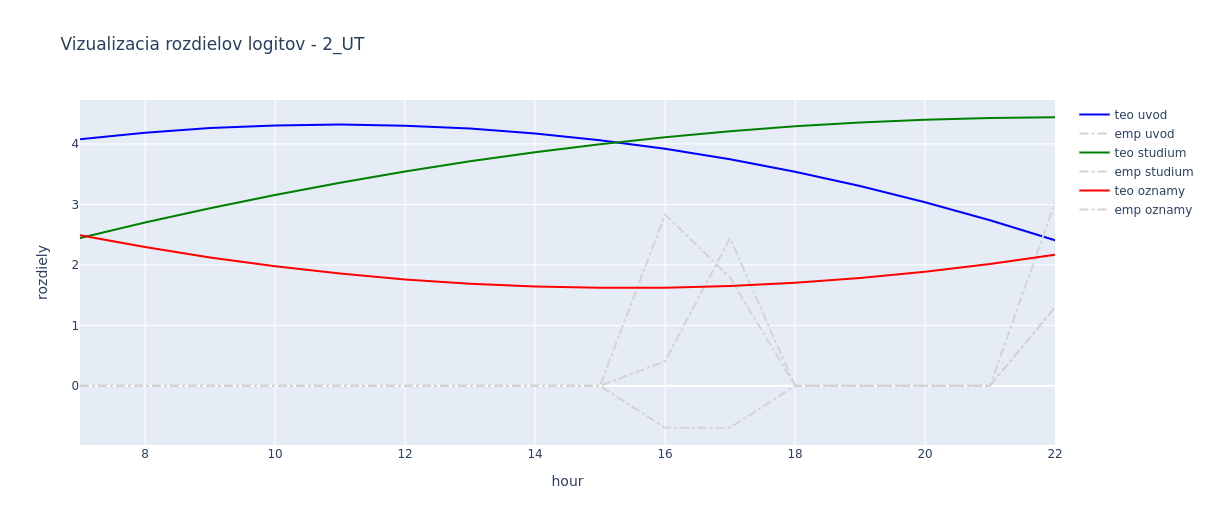 Vizualizacia rozdielov logitov - 2_UT
teo uvod
emp uvod
teo studium
emp studium
teo oznamy
emp oznamy
rozdiely
4
3
2
1
0
8
10
12
14
16
18
20
22
hour